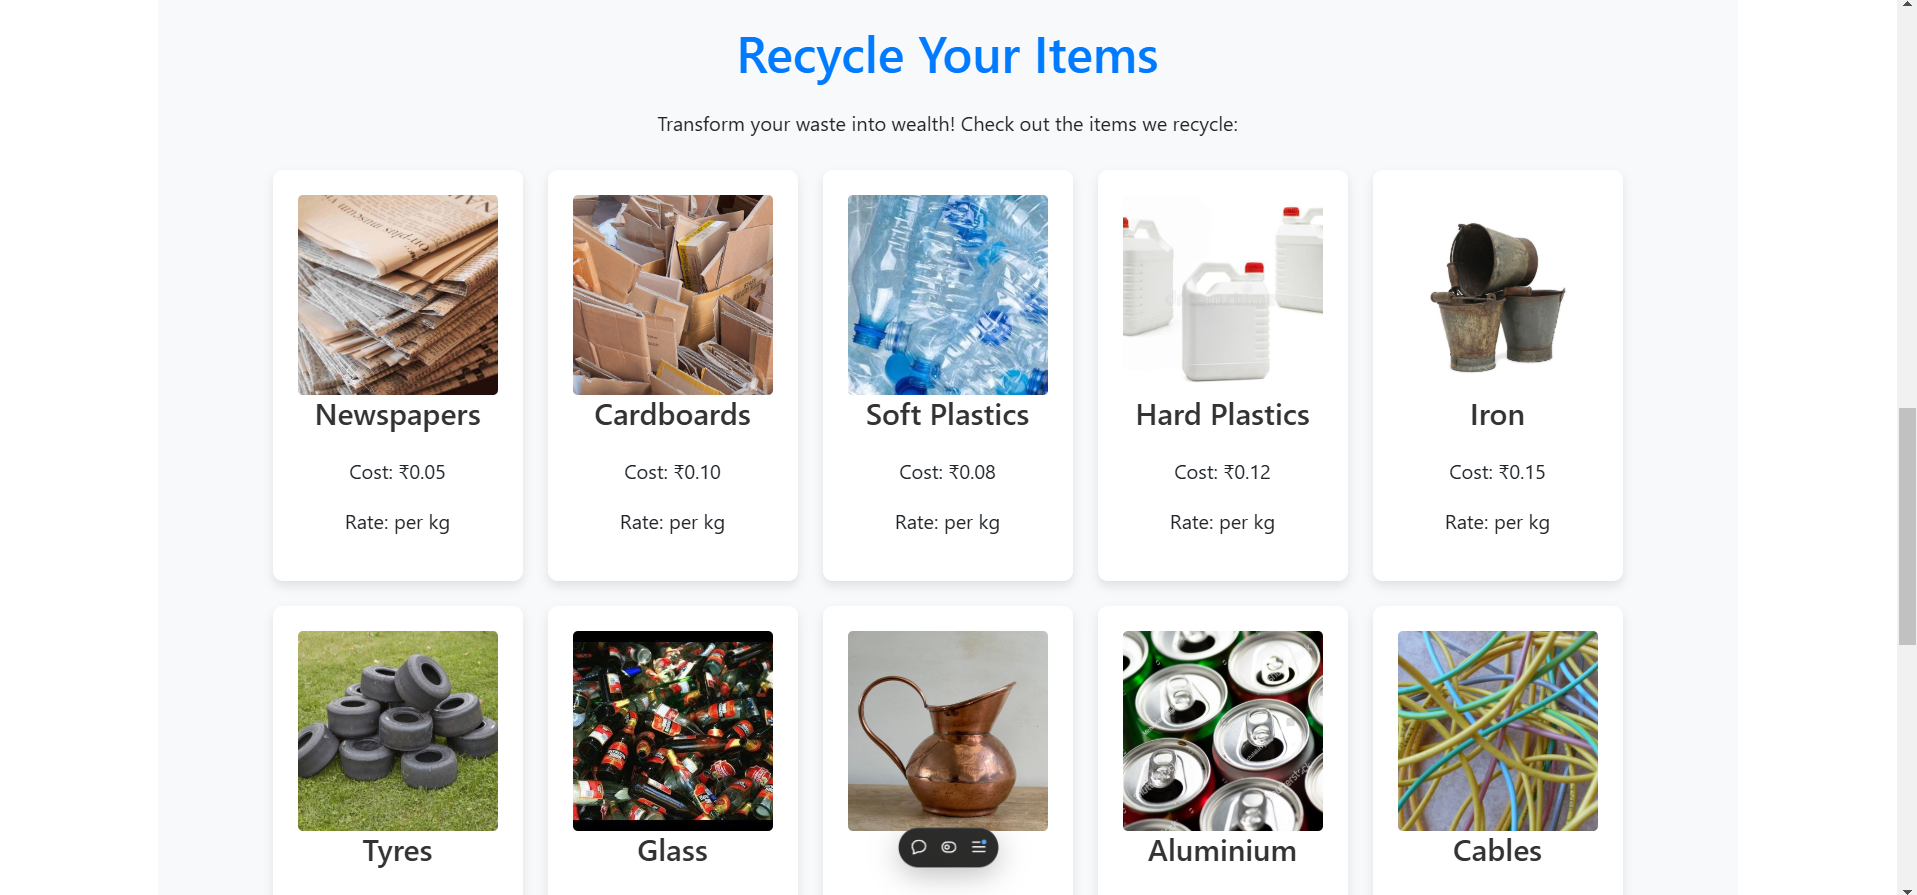 Recycle Your Items
Transform your waste into wealth! Check out the items we recycle:
Newspapers
Cost: ₹0.05
Rate: per kg
Cardboards
Cost: ₹0.10
Rate: per kg
Soft Plastics
Cost: ₹0.08
Rate: per kg
Hard Plastics
Cost: ₹0.12
Rate: per kg
Iron
Cost: ₹0.15
Rate: per kg
Tyres
Glass
Aluminium
Cables